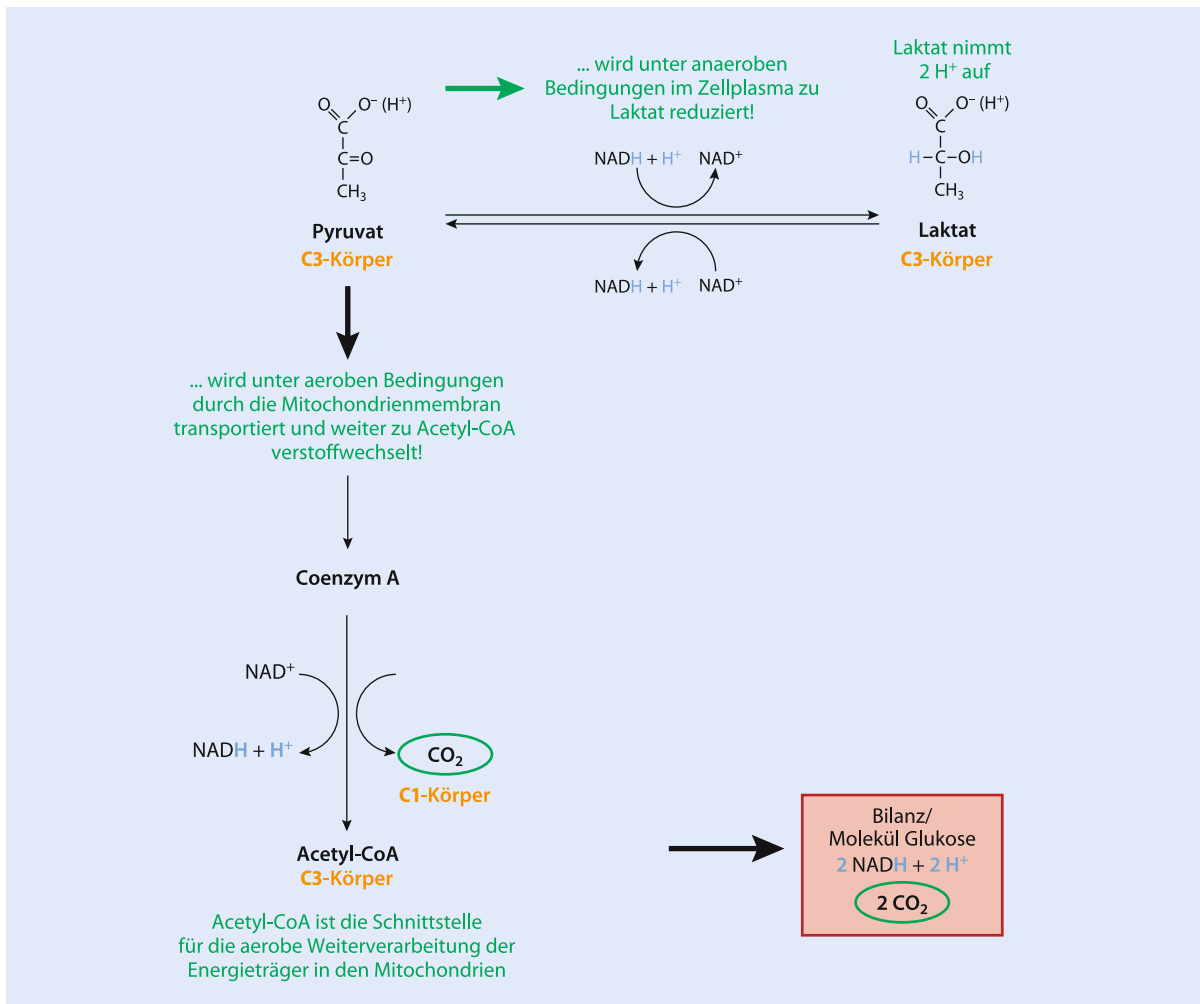 ... wird unter anaeroben
Bedingungen im Zellplasma zu
Laktat reduziert!
Laktat nimmt
2 H⁺ auf
O O⁻ (H⁺)
C
C=O
CH₃
Pyruvat
C3-Körper
NADH + H⁺ NAD⁺
NADH + H⁺ NAD⁺
O O⁻ (H⁺)
C
H–C–OH
CH₃
Laktat
C3-Körper
... wird unter aeroben Bedingungen
durch die Mitochondrienmembran
transportiert und weiter zu Acetyl-CoA
verstoffwechselt!
Coenzym A
NAD⁺
NADH + H⁺
CO₂
C1-Körper
Acetyl-CoA
C3-Körper
Acetyl-CoA ist die Schnittstelle
für die aerobe Weiterverarbeitung der
Energieträger in den Mitochondrien
Bilanz/
Molekül Glukose
2 NADH + 2 H⁺
2 CO₂